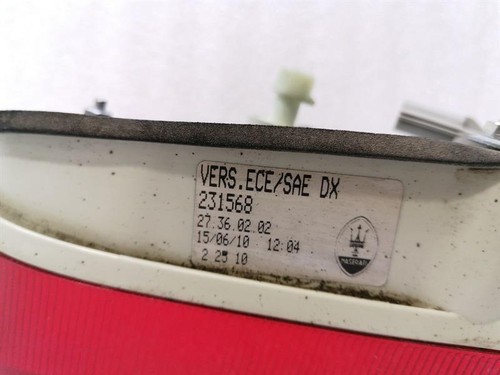 VERS.ECE/SAE DX
231568
27.36.02.02
15/06/10 12:04
2 25 10
MASERATI